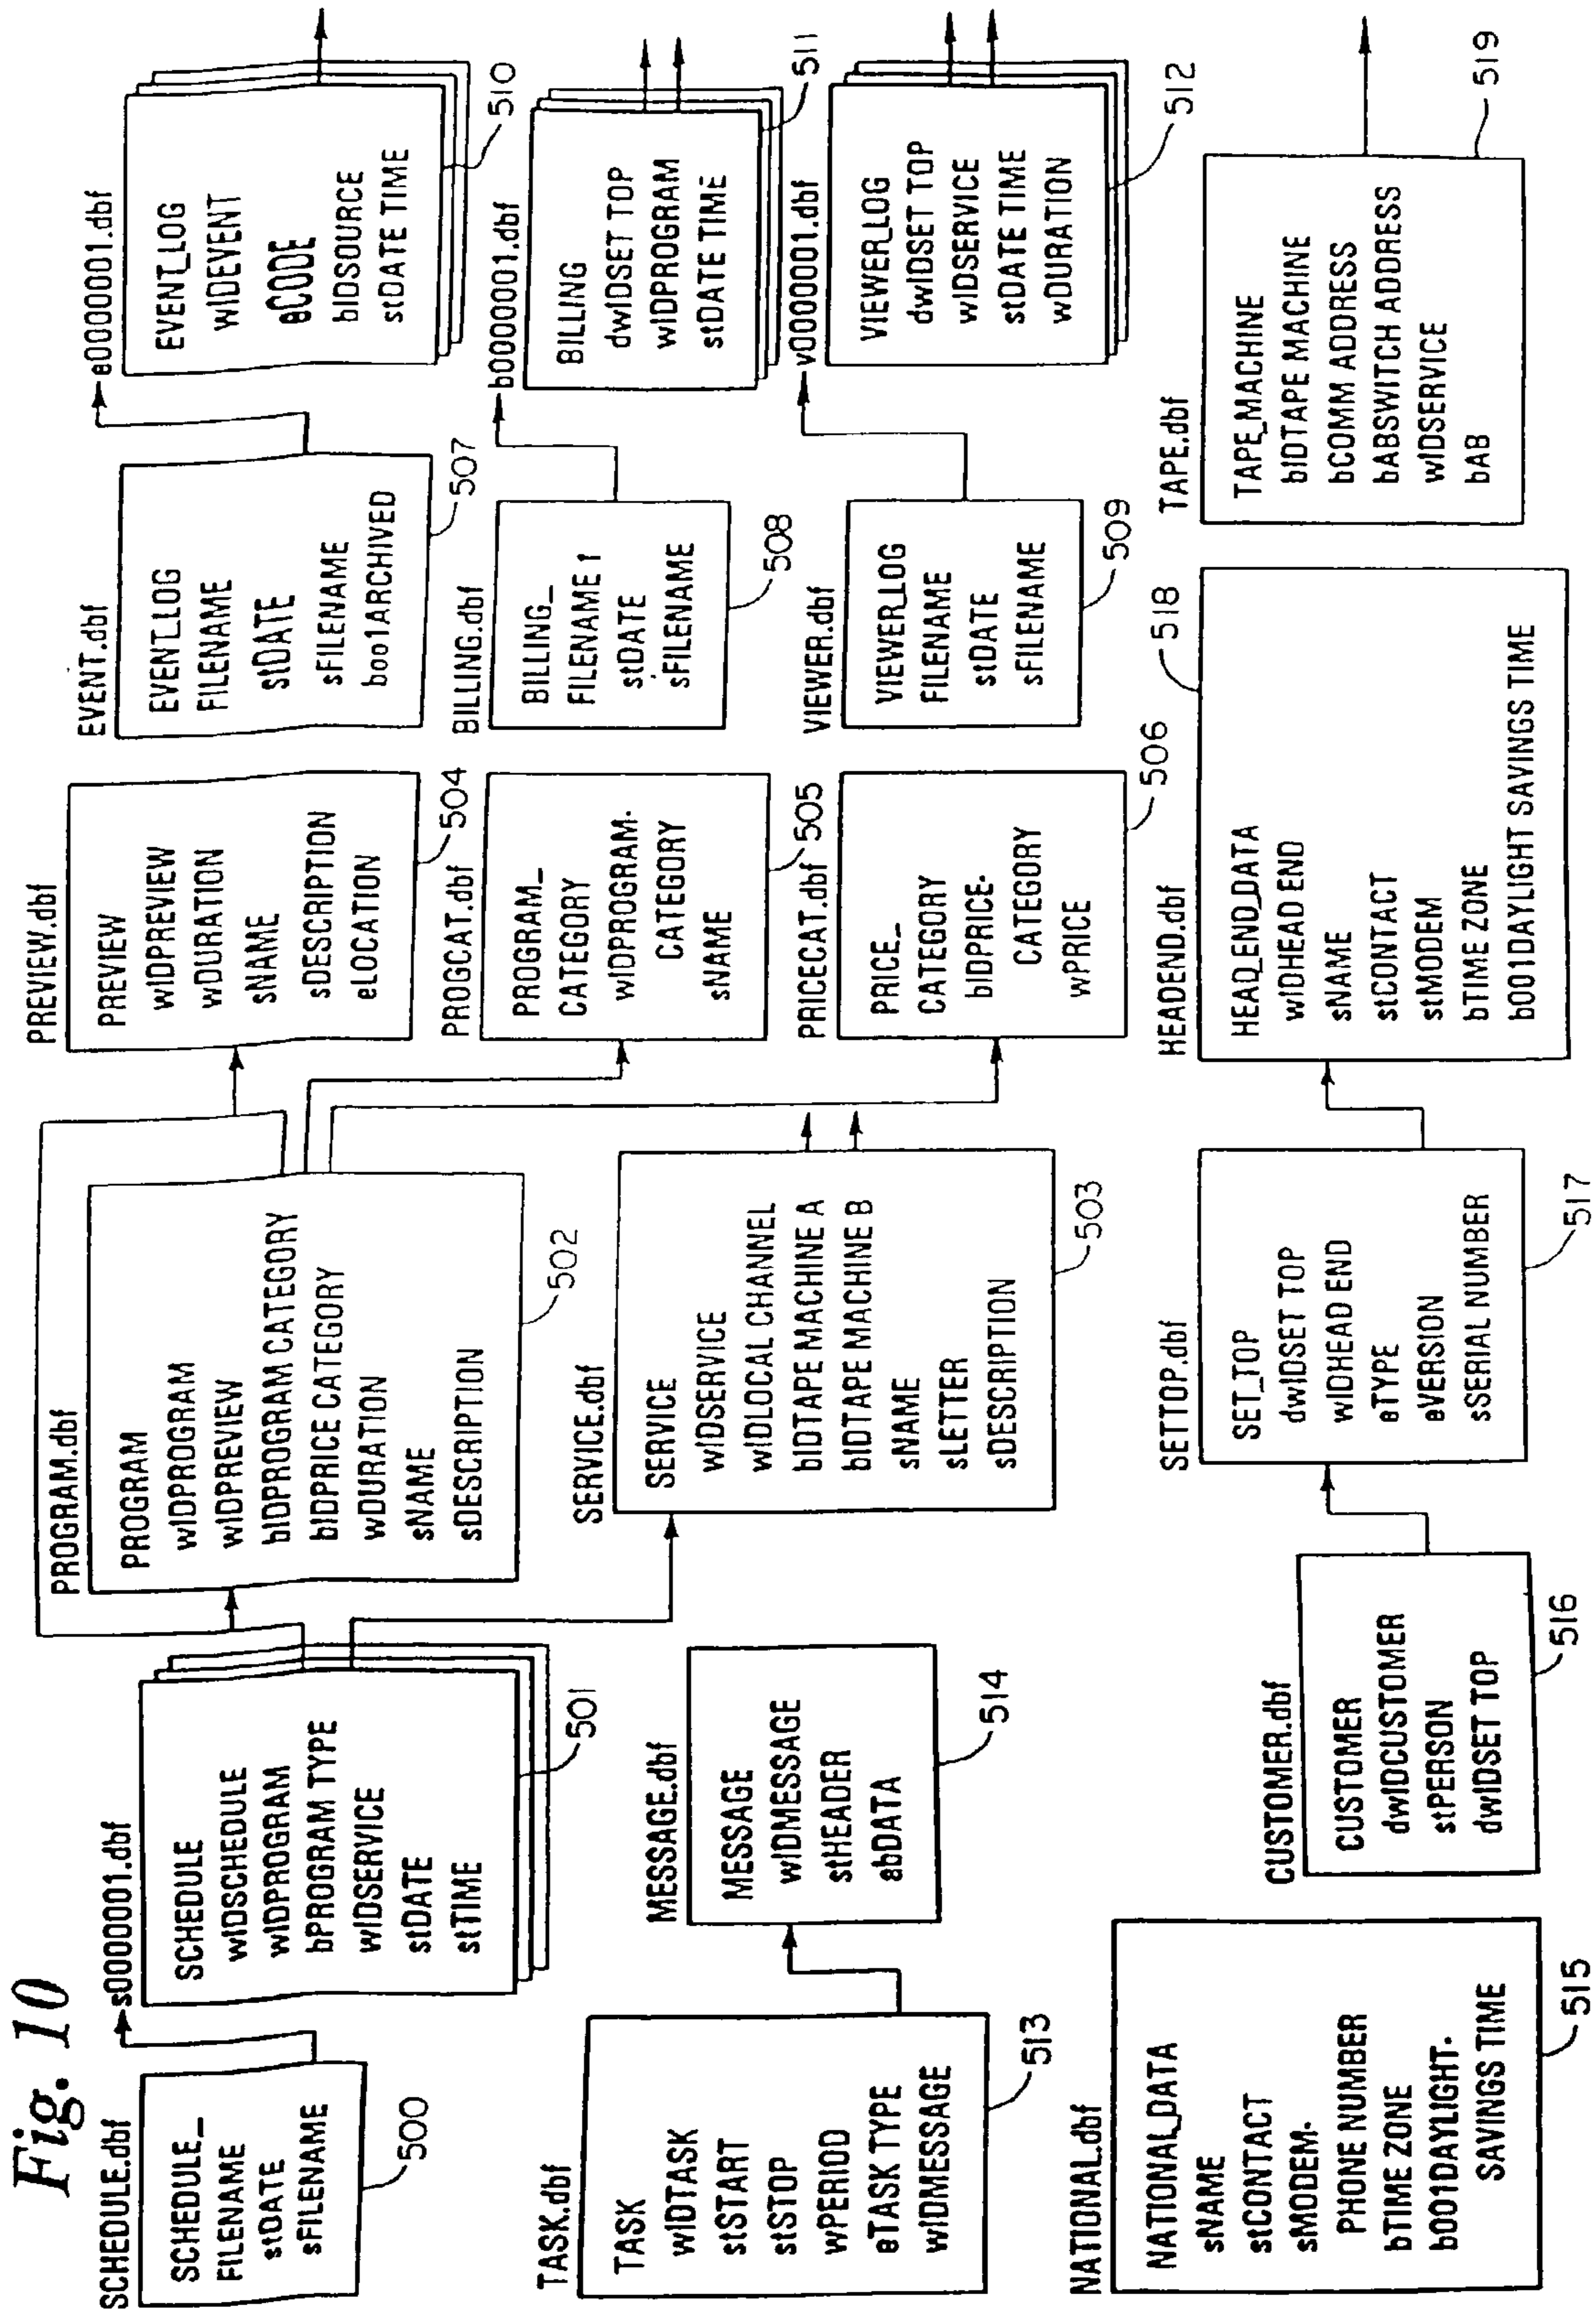 Fig. 10
SCHEDULE.dbf
SCHEDULE_
FILENAME
stDATE
sFILENAME
500
s000001.dbf
SCHEDULE
wIDSCHEDULE
wIDPROGRAM
bPROGRAM TYPE
wIDSERVICE
stDATE
stTIME
501
PROGRAM.dbf
PROGRAM
wIDPROGRAM
wIDPREVIEW
bIDPROGRAM CATEGORY
bIDPRICE CATEGORY
wDURATION
sNAME
sDESCRIPTION
502
PREVIEW.dbf
PREVIEW
wIDPREVIEW
wDURATION
sNAME
sDESCRIPTION
eLOCATION
504
EVENT.dbf
EVENT_LOG
FILENAME
stDATE
sFILENAME
boo1ARCHIVED
507
e000001.dbf
EVENT_LOG
wIDEVENT
eCODE
bIDSOURCE
stDATE TIME
510
PROGCAT.dbf
PROGRAM_
CATEGORY
wIDPROGRAM-
CATEGORY
sNAME
505
BILLING.dbf
BILLING_
FILENAME 1
stDATE
sFILENAME
508
b000001.dbf
BILLING
dwIDSET TOP
wIDPROGRAM
stDATE TIME
511
TASK.dbf
TASK
wIDTASK
stSTART
stSTOP
wPERIOD
eTASK TYPE
wIDMESSAGE
513
MESSAGE.dbf
MESSAGE
wIDMESSAGE
stHEADER
abDATA
514
SERVICE.dbf
SERVICE
wIDSERVICE
wIDLOCAL CHANNEL
bIDTAPE MACHINE A
bIDTAPE MACHINE B
sNAME
sLETTER
sDESCRIPTION
503
PRICECAT.dbf
PRICE_
CATEGORY
bIDPRICE-
CATEGORY
wPRICE
506
VIEWER.dbf
VIEWER_LOG
FILENAME
stDATE
sFILENAME
509
v000001.dbf
VIEWER_LOG
dwIDSET TOP
wIDSERVICE
stDATE TIME
wDURATION
512
NATIONAL.dbf
NATIONAL_DATA
sNAME
stCONTACT
sMODEM-
PHONE NUMBER
bTIME ZONE
b001DAYLIGHT-
SAVINGS TIME
515
CUSTOMER.dbf
CUSTOMER
dwIDCUSTOMER
stPERSON
dwIDSET TOP
516
SETTOP.dbf
SET_TOP
dwIDSET TOP
wIDHEAD END
eTYPE
eVERSION
sSERIAL NUMBER
517
HEADEND.dbf
HEAD_END_DATA
wIDHEAD END
sNAME
stCONTACT
stMODEM
bTIME ZONE
b001DAYLIGHT SAVINGS TIME
518
TAPE.dbf
TAPE_MACHINE
bIDTAPE MACHINE
bCOMM ADDRESS
bABSWITCH ADDRESS
wIDSERVICE
bAB
519